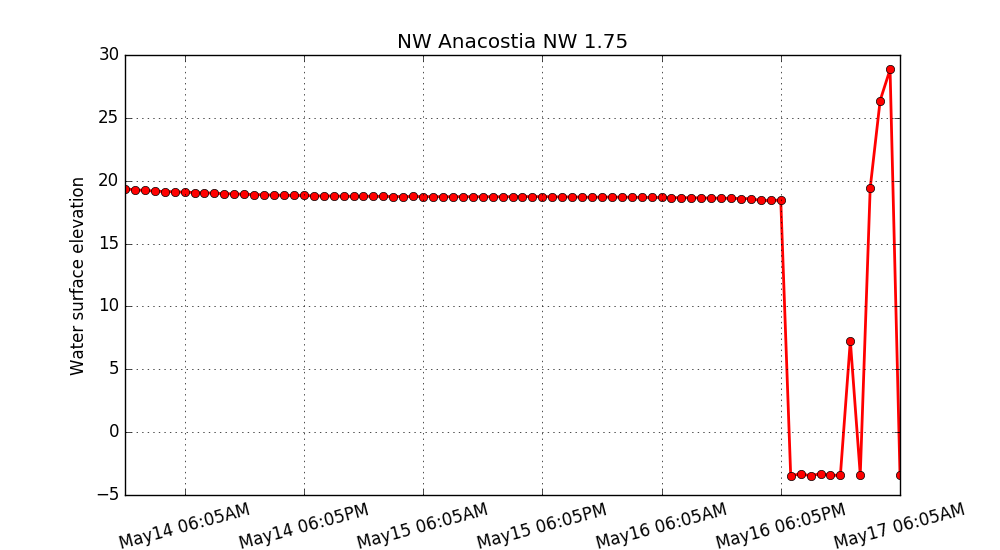 NW Anacostia NW 1.75
Water surface elevation
30
25
20
15
10
5
0
−5
May14 06:05AM
May14 06:05PM
May15 06:05AM
May15 06:05PM
May16 06:05AM
May16 06:05PM
May17 06:05AM